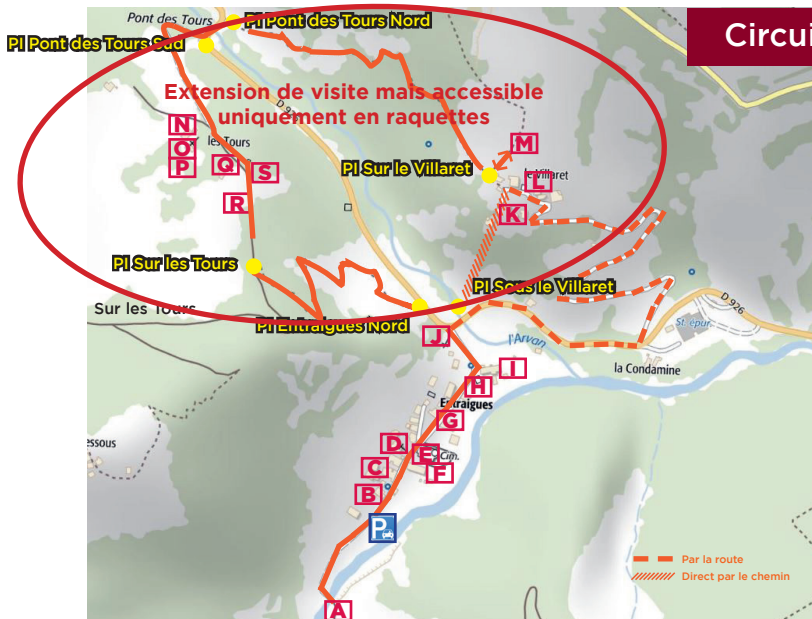 Pont des Tours
PI Pont des Tours Nord
Circui
PI Pont des Tours Sud
Extension de visite mais accessible
uniquement en raquettes
D 92
N
les Tours
O
P
Q
S
R
M
PI Sur le Villaret
le Villaret
L
K
PI Sur les Tours
PI Sous le Villaret
Sur les Tours
PI Entraigues Nord
D 926
St. épur.
J
l'Arvan
I
la Condamine
H
Entraigues
G
D
E
Cim.
C
F
essous
B
P
Par la route
Direct par le chemin
A